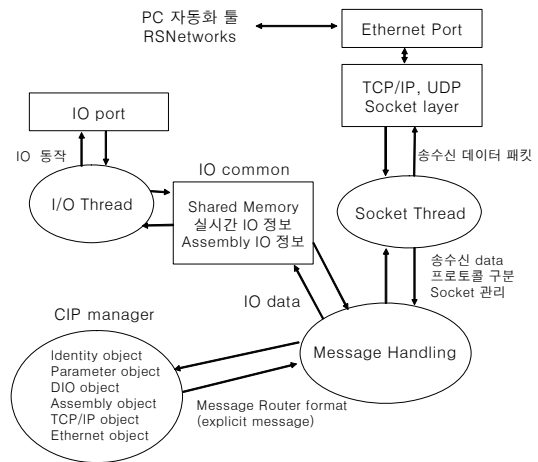 PC 자동화 툴
RSNetworks
Ethernet Port
TCP/IP, UDP
Socket layer
IO port
IO 동작
송수신 데이터 패킷
IO common
I/O Thread
Shared Memory
실시간 IO 정보
Assembly IO 정보
Socket Thread
송수신 data
프로토콜 구분
Socket 관리
IO data
CIP manager
Message Handling
Identity object
Parameter object
DIO object
Assembly object
TCP/IP object
Ethernet object
Message Router format
(explicit message)